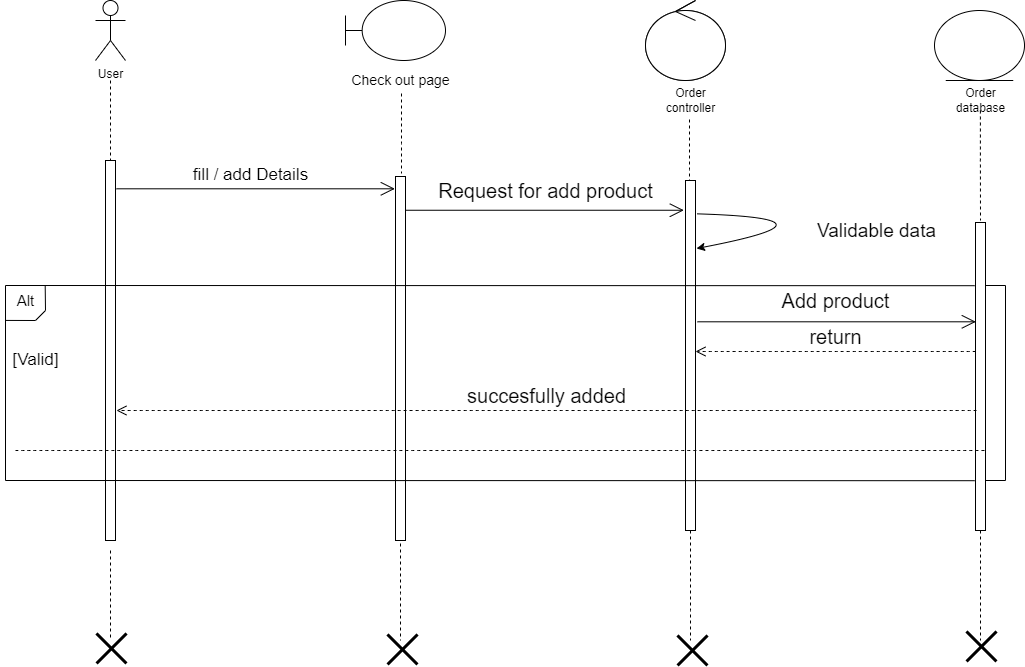 User
Check out page
Order
controller
Order
database
fill / add Details
Request for add product
Validable data
Alt
Add product
return
[Valid]
succesfully added